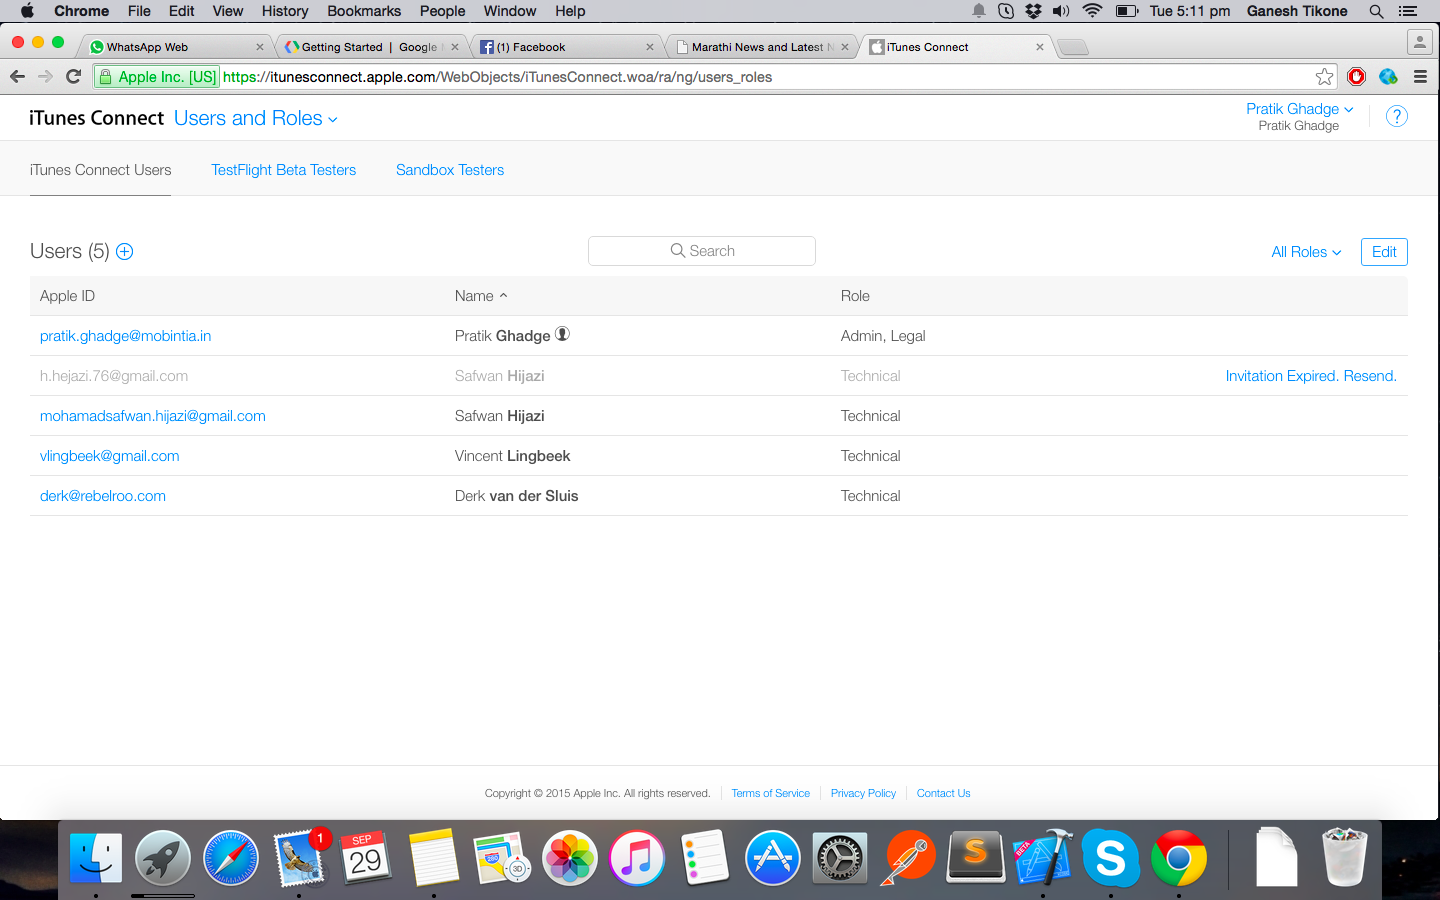 Chrome File Edit View History Bookmarks People Window Help Tue 5:11 pm Ganesh Tikone
WhatsApp Web Getting Started | Google (1) Facebook Marathi News and Latest N iTunes Connect
Apple Inc. [US] https://itunesconnect.apple.com/WebObjects/iTunesConnect.woa/ra/ng/users_roles
iTunes Connect Users and Roles Pratik Ghadge ?
Pratik Ghadge
iTunes Connect Users TestFlight Beta Testers Sandbox Testers
Users (5) Search All Roles Edit
Apple ID Name Role
pratik.ghadge@mobintia.in Pratik Ghadge Admin, Legal
h.hejazi.76@gmail.com Safwan Hijazi Technical Invitation Expired. Resend.
mohamadsafwan.hijazi@gmail.com Safwan Hijazi Technical
vlingbeek@gmail.com Vincent Lingbeek Technical
derk@rebelroo.com Derk van der Sluis Technical
Copyright © 2015 Apple Inc. All rights reserved. Terms of Service Privacy Policy Contact Us
1
SEP
29
280
3D
S
BETA
S